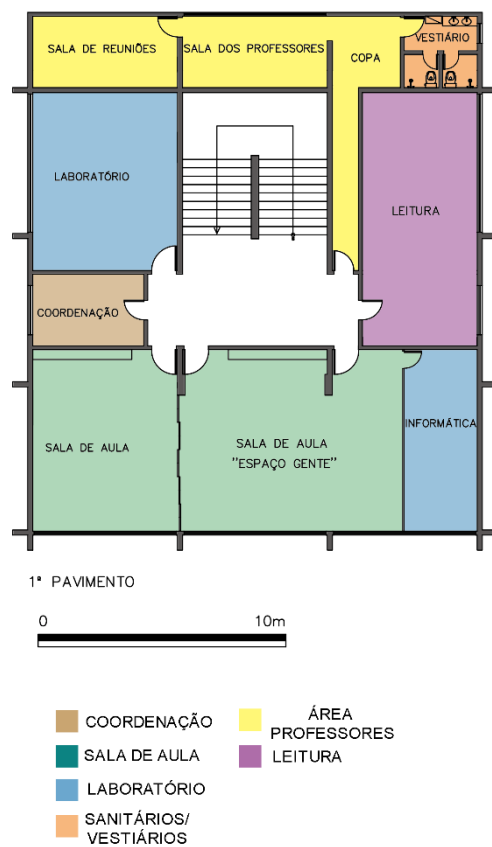 SALA DE REUNIÕES
SALA DOS PROFESSORES
COPA
VESTIÁRIO
LABORATÓRIO
LEITURA
COORDENAÇÃO
SALA DE AULA
SALA DE AULA
"ESPAÇO GENTE"
INFORMÁTICA
1ª PAVIMENTO
0
10m
COORDENAÇÃO
ÁREA
PROFESSORES
SALA DE AULA
LEITURA
LABORATÓRIO
SANITÁRIOS/
VESTIÁRIOS